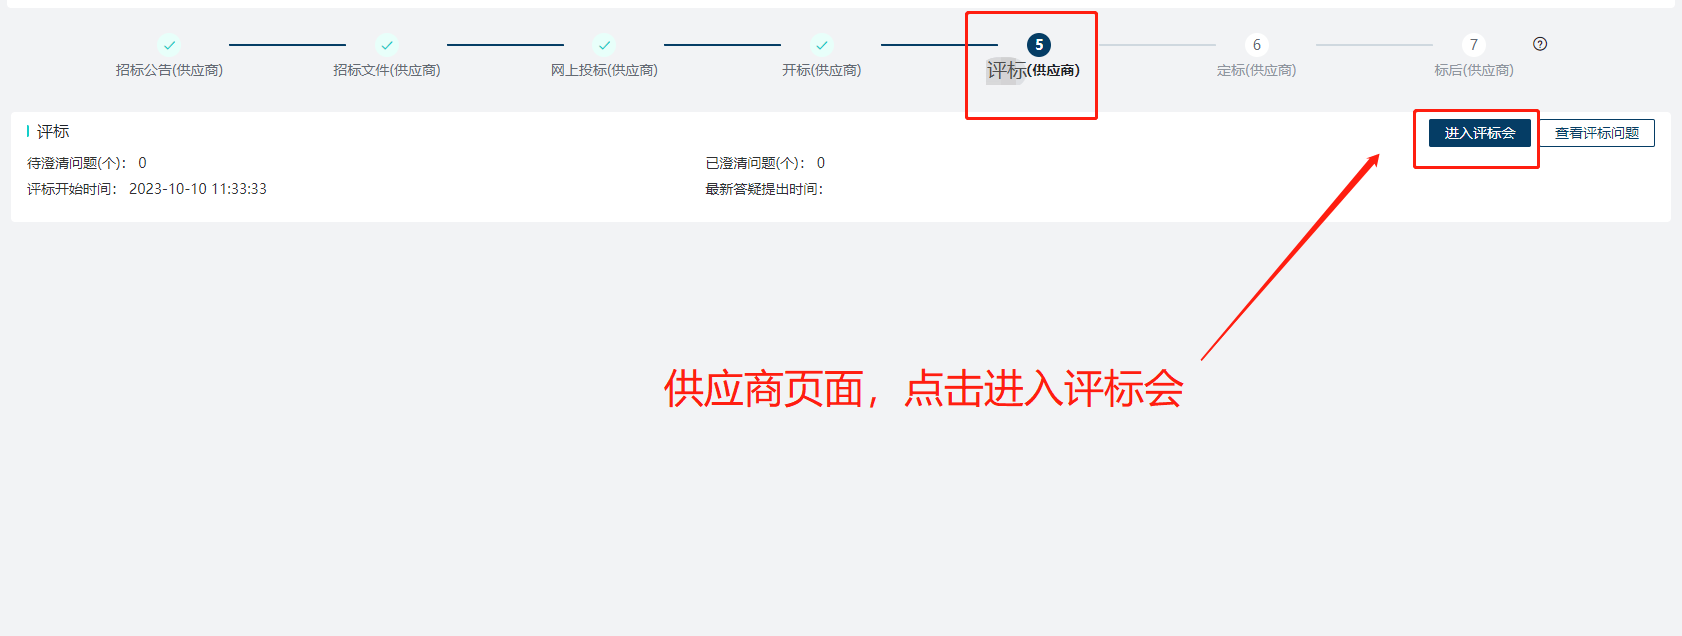 5 6 7 ?
招标公告(供应商) 招标文件(供应商) 网上投标(供应商) 开标(供应商) 评标(供应商) 定标(供应商) 标后(供应商)
评标 进入评标会 查看评标问题
待澄清问题(个)： 0 已澄清问题(个)： 0
评标开始时间： 2023-10-10 11:33:33 最新答疑提出时间：
供应商页面，点击进入评标会